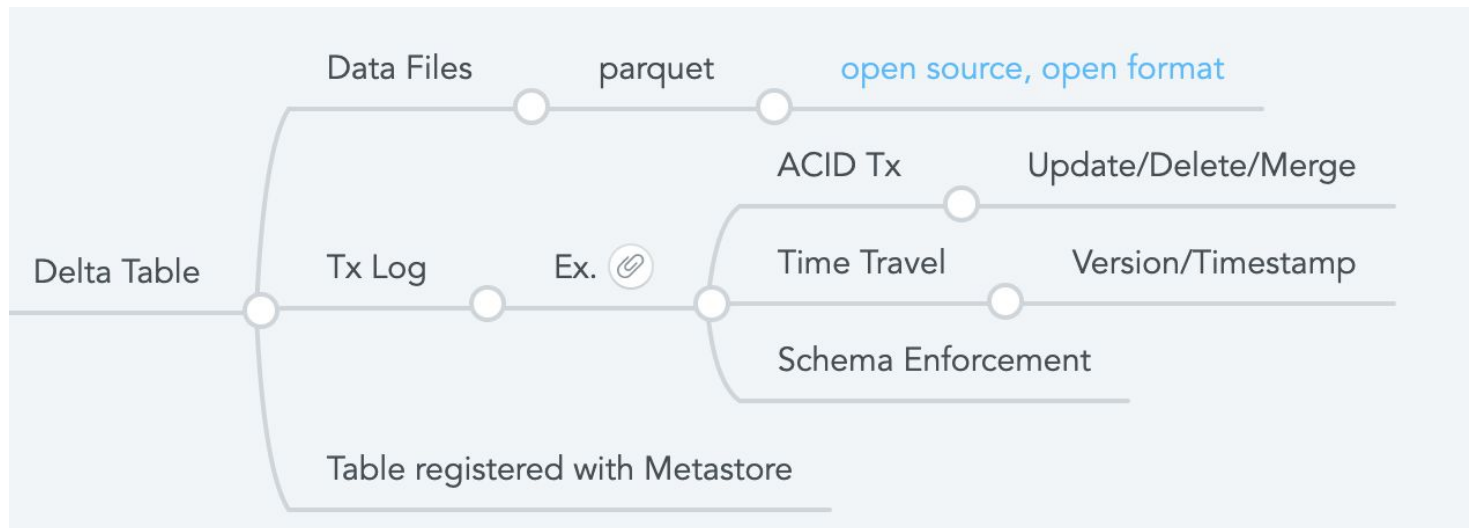 Data Files parquet open source, open format
ACID Tx Update/Delete/Merge
Delta Table Tx Log Ex. Time Travel Version/Timestamp
Schema Enforcement
Table registered with Metastore